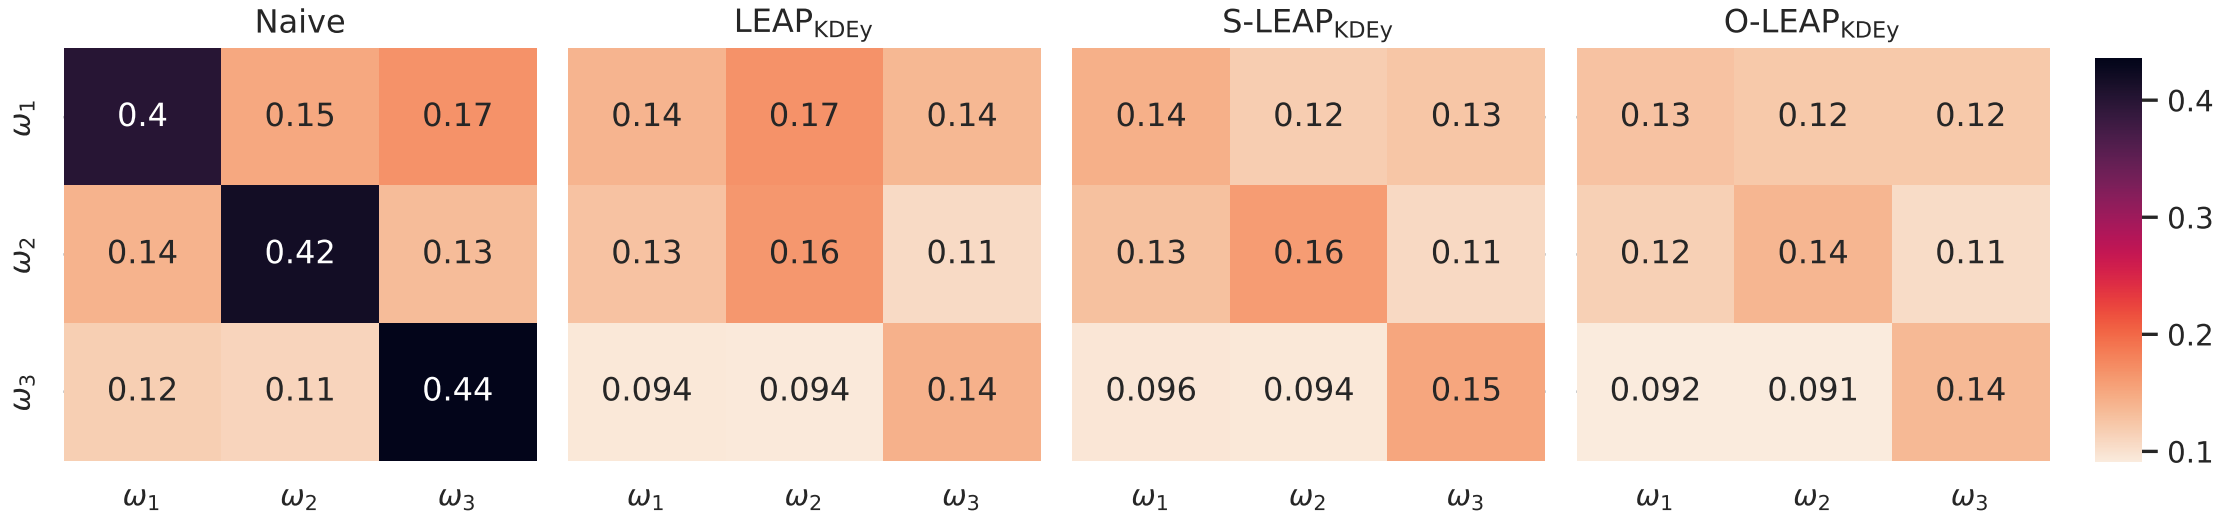 Naive LEAP_KDEy S-LEAP_KDEy O-LEAP_KDEy
ω₁ 0.4 0.15 0.17 0.14 0.17 0.14 0.14 0.12 0.13 0.13 0.12 0.12 0.4
ω₂ 0.14 0.42 0.13 0.13 0.16 0.11 0.13 0.16 0.11 0.12 0.14 0.11 0.3
0.2
ω₃ 0.12 0.11 0.44 0.094 0.094 0.14 0.096 0.094 0.15 0.092 0.091 0.14
0.1
ω₁ ω₂ ω₃ ω₁ ω₂ ω₃ ω₁ ω₂ ω₃ ω₁ ω₂ ω₃